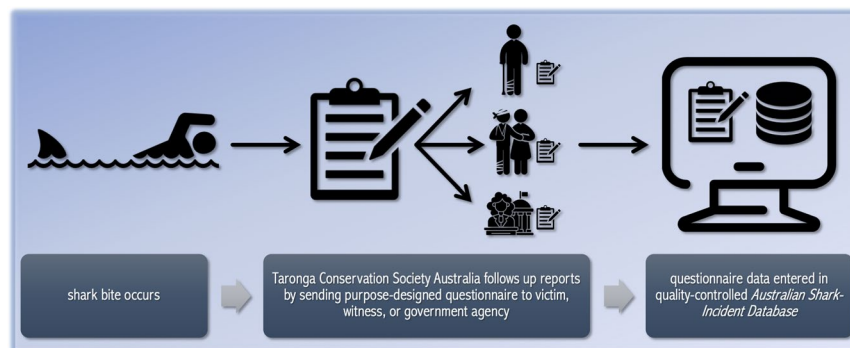 shark bite occurs
Taronga Conservation Society Australia follows up reports
by sending purpose-designed questionnaire to victim,
witness, or government agency
questionnaire data entered in
quality-controlled Australian Shark-
Incident Database